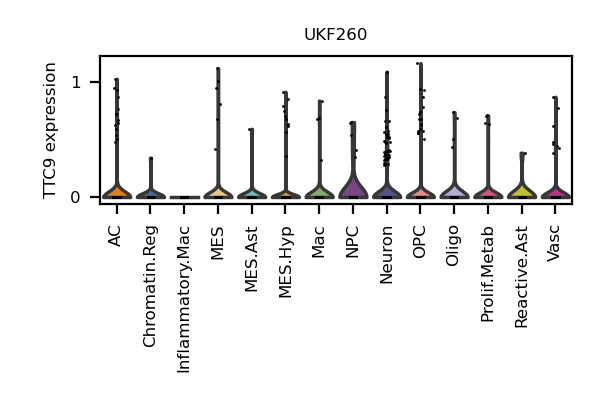 UKF260
TTC9 expression
1
0
AC
Chromatin.Reg
Inflammatory.Mac
MES
MES.Ast
MES.Hyp
Mac
NPC
Neuron
OPC
Oligo
Prolif.Metab
Reactive.Ast
Vasc